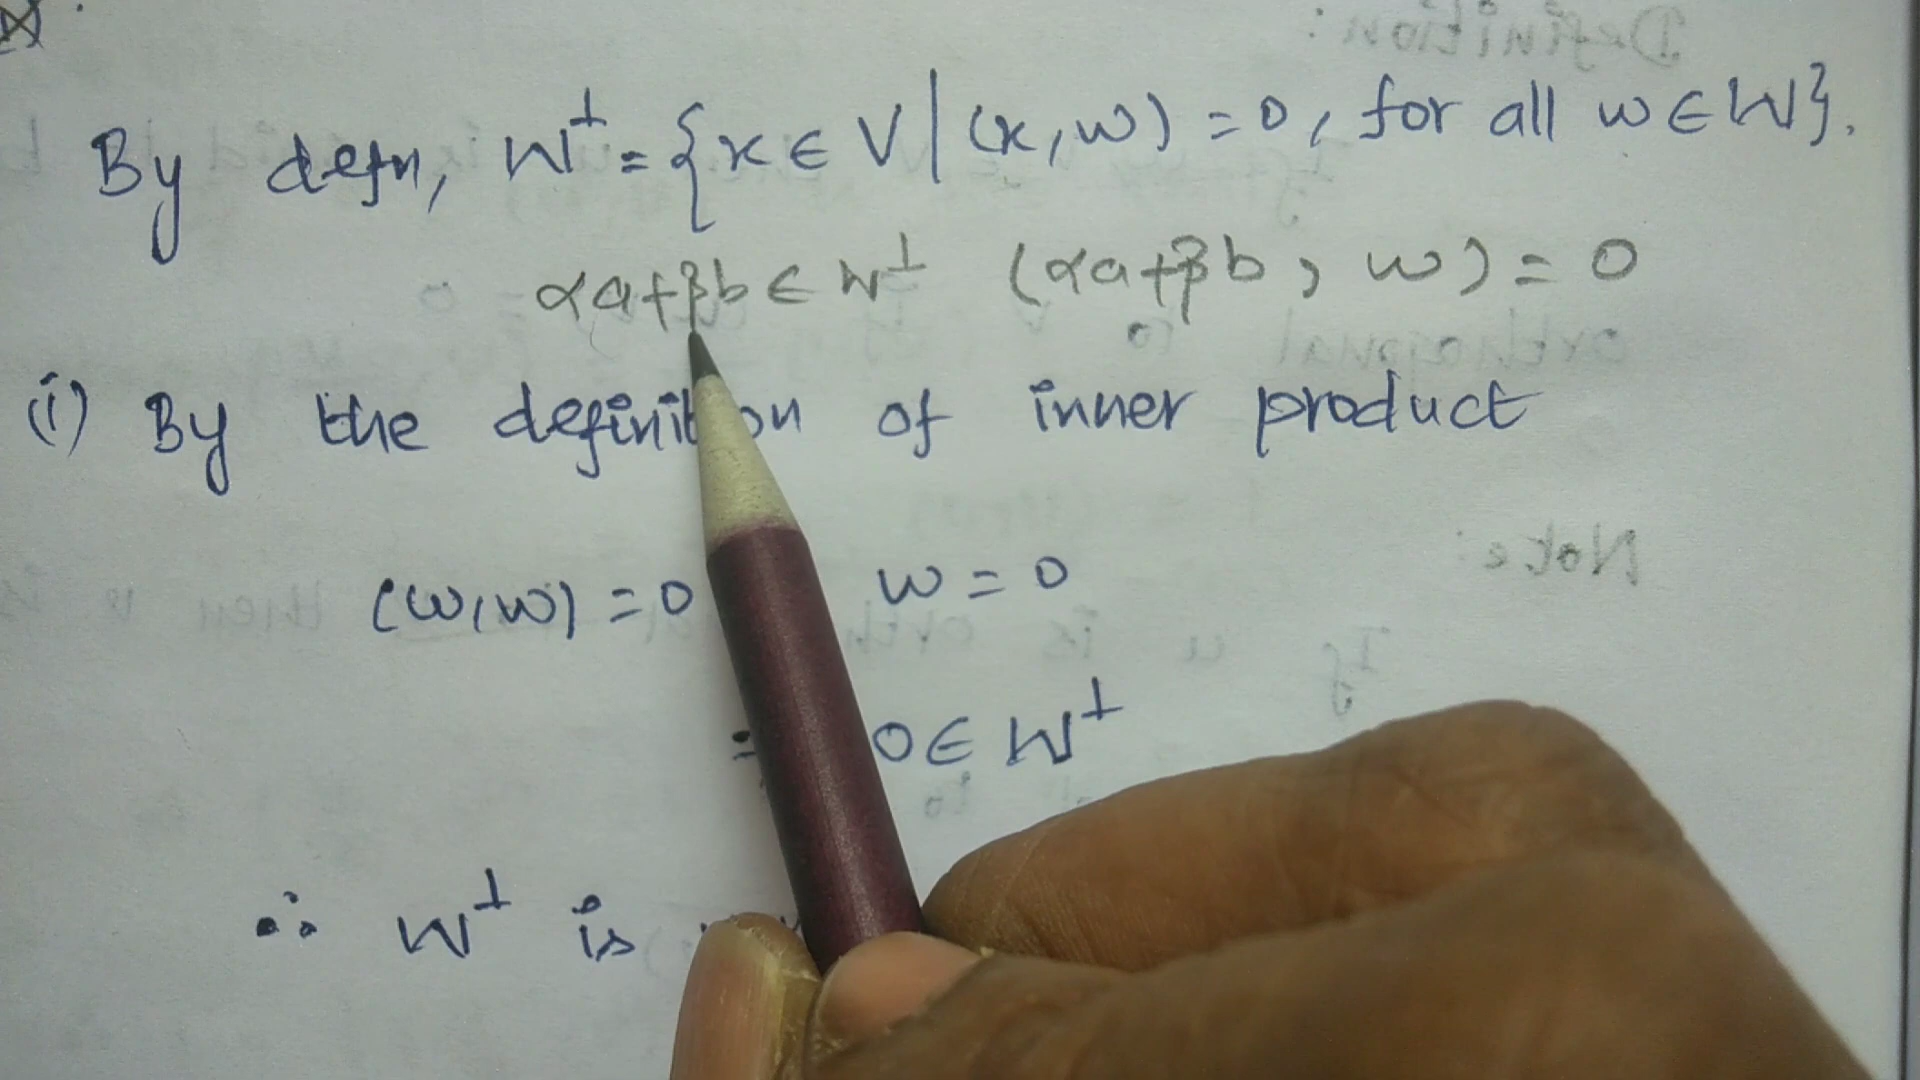 By defn, W⊥ = {x ∈ V | (x, w) = 0, for all w ∈ W}.
αa+βb ∈ W⊥ (αa+βb, w) = 0
(i) By the definition of inner product
(w, w) = 0 w = 0
0 ∈ W⊥
∴ W⊥ is